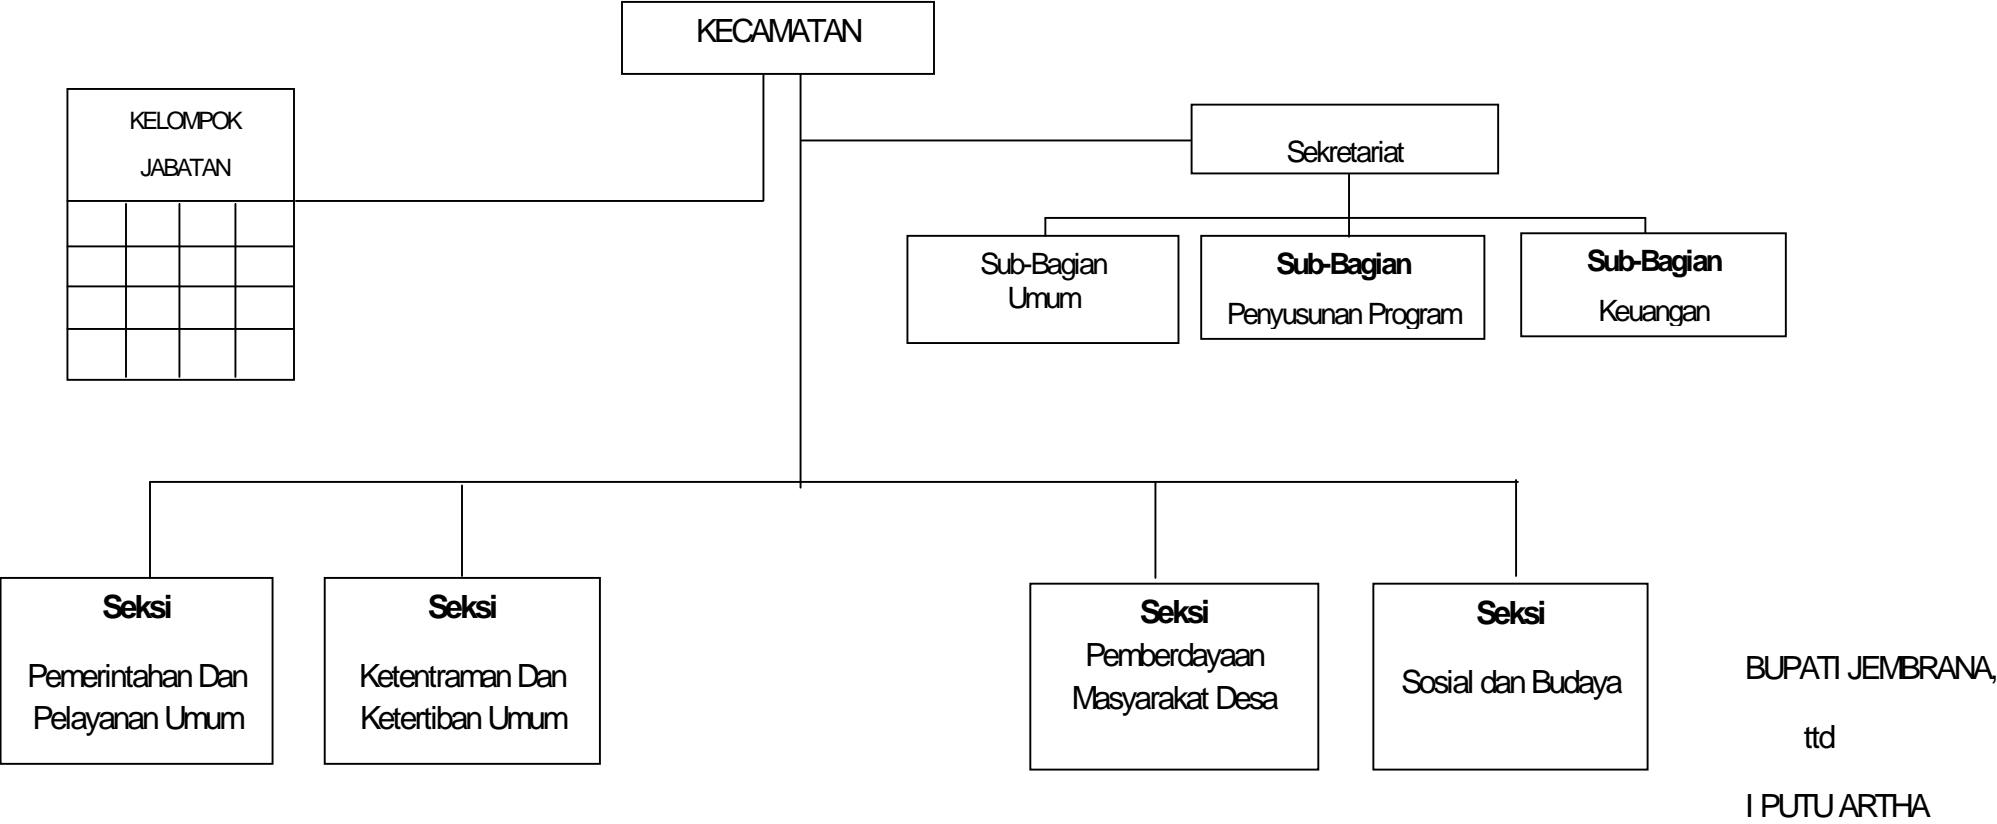 KECAMATAN
KELOMPOK
JABATAN
Sekretariat
Sub-Bagian
Umum
Sub-Bagian
Penyusunan Program
Sub-Bagian
Keuangan
Seksi
Pemerintahan Dan
Pelayanan Umum
Seksi
Ketentraman Dan
Ketertiban Umum
Seksi
Pemberdayaan
Masyarakat Desa
Seksi
Sosial dan Budaya
BUPATI JEMBRANA,
ttd
I PUTU ARTHA